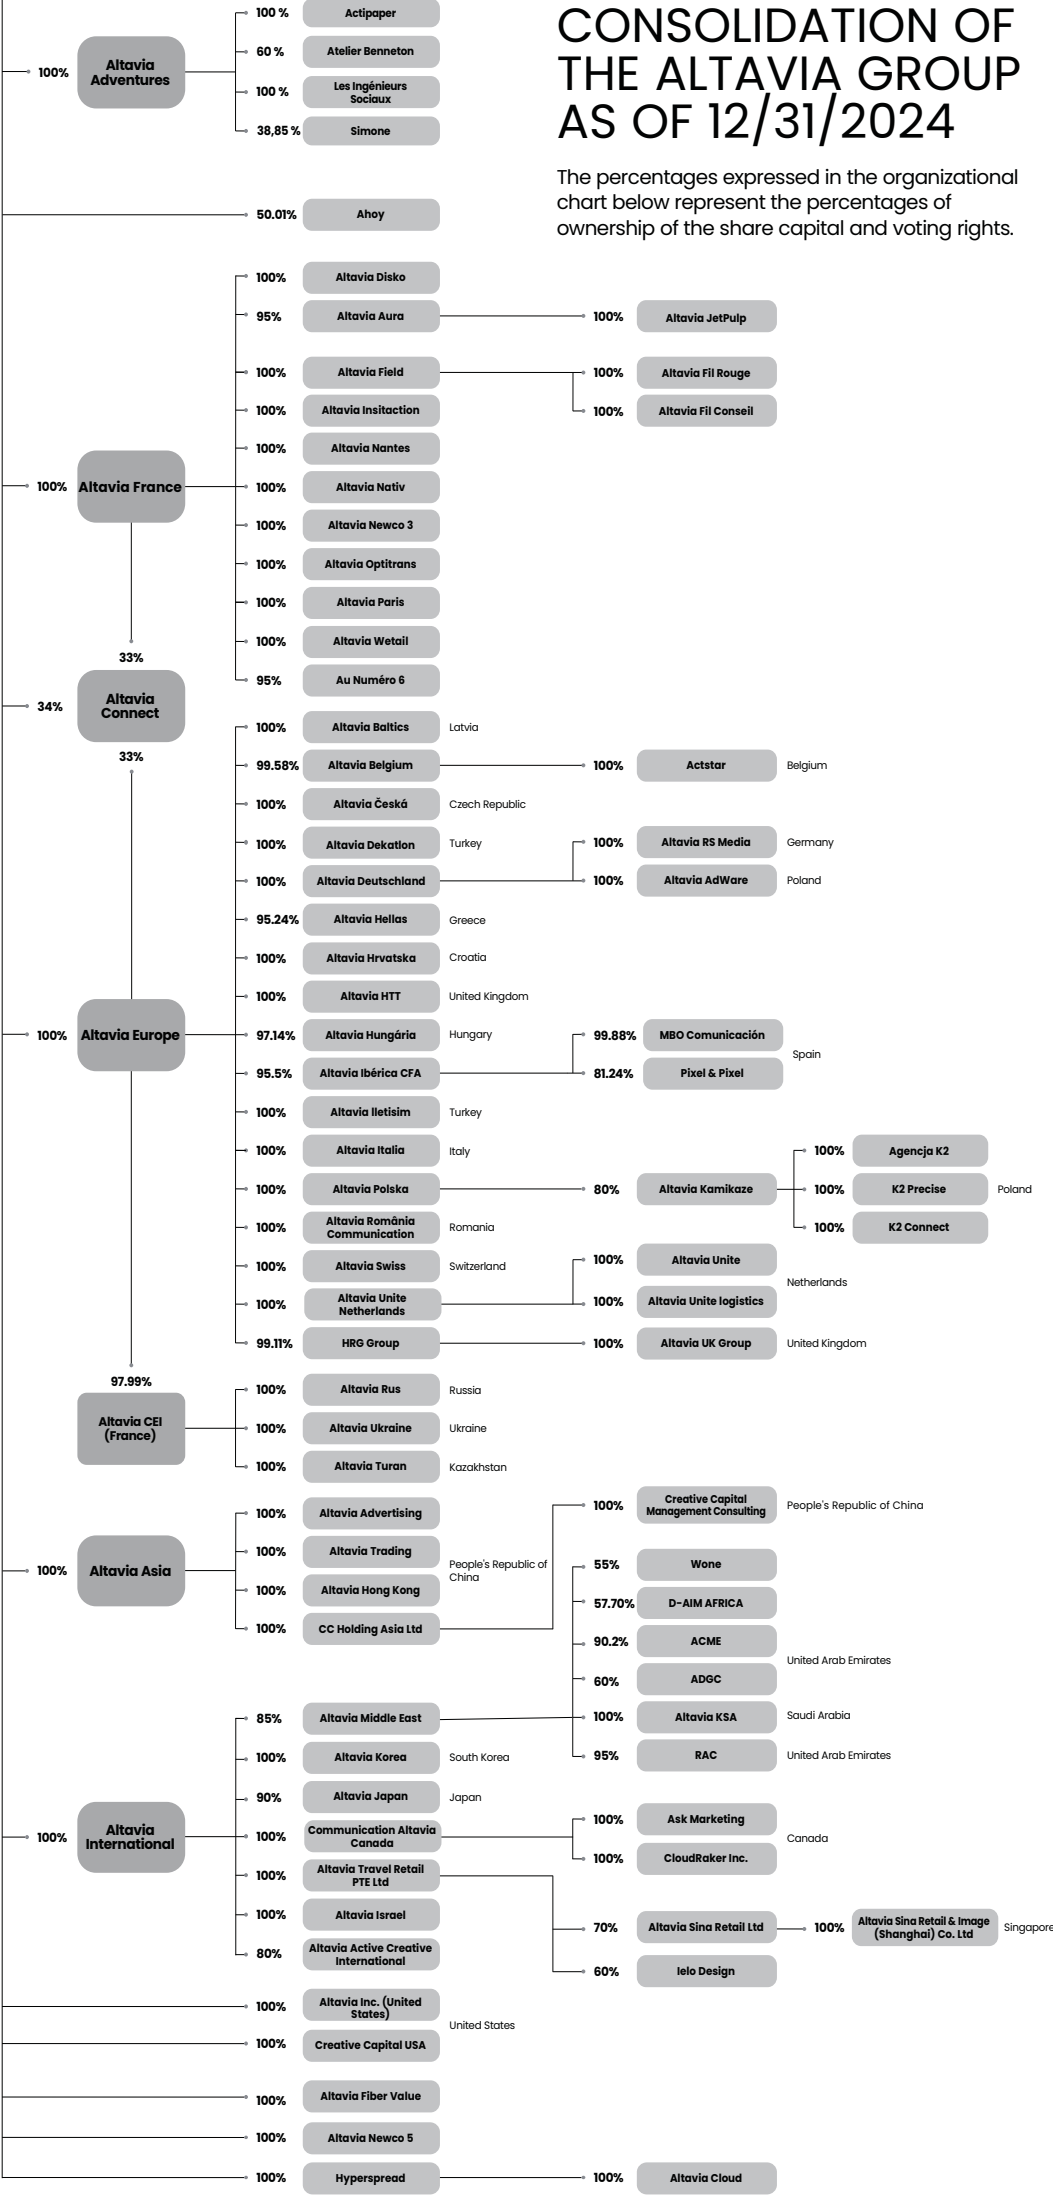 CONSOLIDATION OF
THE ALTAVIA GROUP
AS OF 12/31/2024
The percentages expressed in the organizational
chart below represent the percentages of
ownership of the share capital and voting rights.
100%
Altavia
Adventures
100 %
Actipaper
60 %
Atelier Benneton
100 %
Les Ingénieurs
Sociaux
38,85 %
Simone
50.01%
Ahoy
100%
Altavia France
100%
Altavia Disko
95%
Altavia Aura
100%
Altavia JetPulp
100%
Altavia Field
100%
Altavia Fil Rouge
100%
Altavia Fil Conseil
100%
Altavia Insitaction
100%
Altavia Nantes
100%
Altavia Nativ
100%
Altavia Newco 3
100%
Altavia Optitrans
100%
Altavia Paris
100%
Altavia Wetail
95%
Au Numéro 6
33%
34%
Altavia
Connect
33%
100%
Altavia Europe
100%
Altavia Baltics
Latvia
99.58%
Altavia Belgium
100%
Actstar
Belgium
100%
Altavia Česká
Czech Republic
100%
Altavia Dekatlon
Turkey
100%
Altavia Deutschland
100%
Altavia RS Media
Germany
100%
Altavia AdWare
Poland
95.24%
Altavia Hellas
Greece
100%
Altavia Hrvatska
Croatia
100%
Altavia HTT
United Kingdom
97.14%
Altavia Hungária
Hungary
95.5%
Altavia Ibérica CFA
99.88%
MBO Comunicación
81.24%
Pixel & Pixel
Spain
100%
Altavia Iletisim
Turkey
100%
Altavia Italia
Italy
100%
Altavia Polska
80%
Altavia Kamikaze
100%
Agencja K2
100%
K2 Precise
Poland
100%
K2 Connect
100%
Altavia România
Communication
Romania
100%
Altavia Swiss
Switzerland
100%
Altavia Unite
Netherlands
100%
Altavia Unite
100%
Altavia Unite logistics
Netherlands
99.11%
HRG Group
100%
Altavia UK Group
United Kingdom
97.99%
Altavia CEI
(France)
100%
Altavia Rus
Russia
100%
Altavia Ukraine
Ukraine
100%
Altavia Turan
Kazakhstan
100%
Altavia Asia
100%
Altavia Advertising
100%
Altavia Trading
100%
Altavia Hong Kong
People's Republic of
China
100%
CC Holding Asia Ltd
100%
Creative Capital
Management Consulting
People's Republic of China
100%
Altavia
International
85%
Altavia Middle East
55%
Wone
57.70%
D-AIM AFRICA
90.2%
ACME
60%
ADGC
United Arab Emirates
100%
Altavia KSA
Saudi Arabia
95%
RAC
United Arab Emirates
100%
Altavia Korea
South Korea
90%
Altavia Japan
Japan
100%
Communication Altavia
Canada
100%
Ask Marketing
100%
CloudRaker Inc.
Canada
100%
Altavia Travel Retail
PTE Ltd
70%
Altavia Sina Retail Ltd
100%
Altavia Sina Retail & Image
(Shanghai) Co. Ltd
Singapore
60%
lelo Design
100%
Altavia Israel
80%
Altavia Active Creative
International
100%
Altavia Inc. (United
States)
100%
Creative Capital USA
United States
100%
Altavia Fiber Value
100%
Altavia Newco 5
100%
Hyperspread
100%
Altavia Cloud